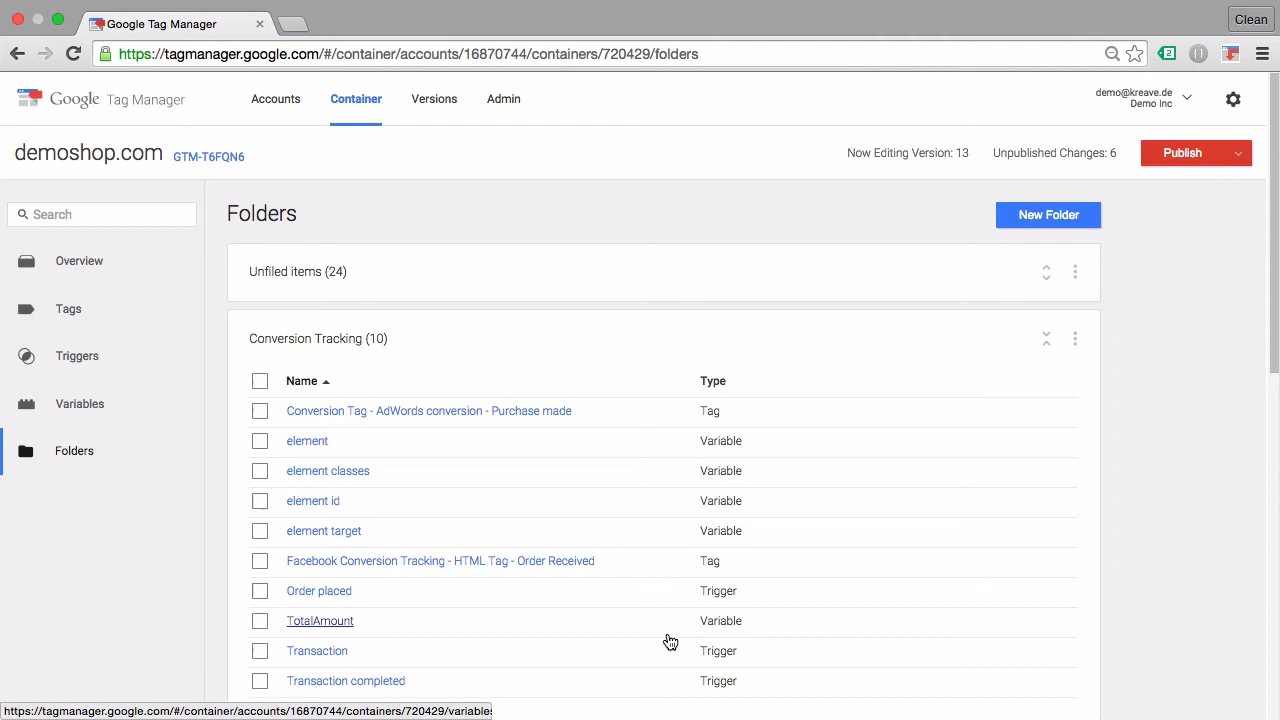 Google Tag Manager
Clean
https://tagmanager.google.com/#/container/accounts/16870744/containers/720429/folders
2
Google Tag Manager
Accounts
Container
Versions
Admin
demo@kreave.de
Demo Inc
demoshop.com GTM-T6FQN6
Now Editing Version: 13
Unpublished Changes: 6
Publish
Search
Overview
Tags
Triggers
Variables
Folders
Folders
New Folder
Unfiled items (24)
Conversion Tracking (10)
Name Type
Conversion Tag - AdWords conversion - Purchase made Tag
element Variable
element classes Variable
element id Variable
element target Variable
Facebook Conversion Tracking - HTML Tag - Order Received Tag
Order placed Trigger
TotalAmount Variable
Transaction Trigger
Transaction completed Trigger
https://tagmanager.google.com/#/container/accounts/16870744/containers/720429/variables